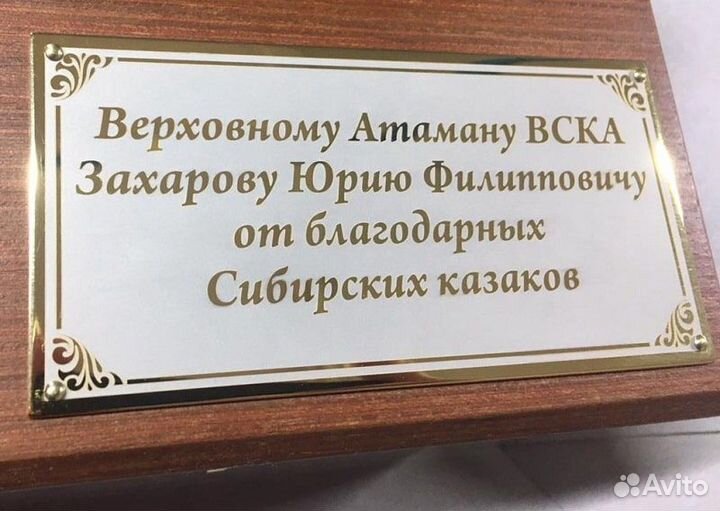 Верховному Атаману ВСКА
Захарову Юрию Филипповичу
от благодарных
Сибирских казаков
Avito